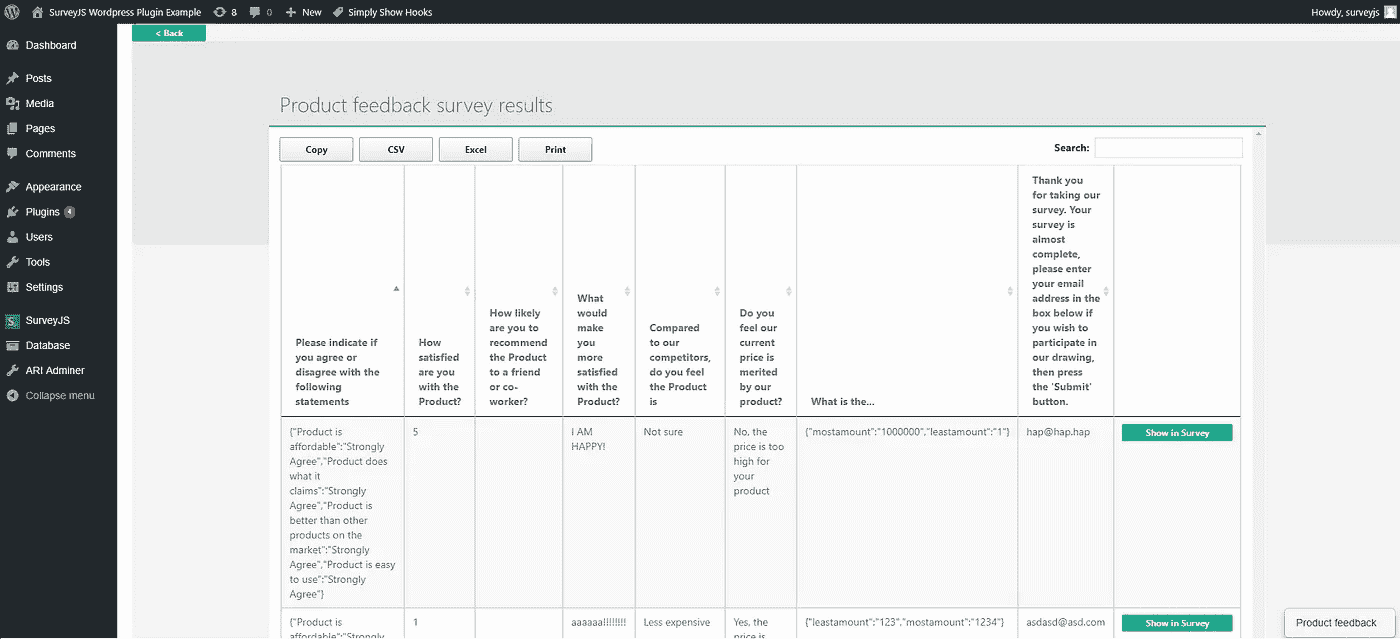 SurveyJS Wordpress Plugin Example
8
0
New
Simply Show Hooks
Howdy, surveyjs
Dashboard
Posts
Media
Pages
Comments
Appearance
Plugins 4
Users
Tools
Settings
SurveyJS
Database
ARI Adminer
Collapse menu
< Back
Product feedback survey results
Copy
CSV
Excel
Print
Search:
Please indicate if
you agree or
disagree with the
following
statements
How
satisfied
are you
with the
Product?
How likely
are you to
recommend
the Product
to a friend
or co-
worker?
What
would
make
you
more
satisfied
with the
Product?
Compared
to our
competitors,
do you feel
the Product
is
Do you
feel our
current
price is
merited
by our
product?
What is the...
Thank you
for taking our
survey. Your
survey is
almost
complete,
please enter
your email
address in the
box below if
you wish to
participate in
our drawing,
then press
the 'Submit'
button.
{"Product is
affordable":"Strongly
Agree","Product does
what it
claims":"Strongly
Agree","Product is
better than other
products on the
market":"Strongly
Agree","Product is easy
to use":"Strongly
Agree"}
5
I AM
HAPPY!
Not sure
No, the
price is too
high for
your
product
{"mostamount":"1000000","leastamount":"1"}
hap@hap.hap
Show in Survey
{"Product is
affordable":"Strongly
1
aaaaaa!!!!!!!!
Less expensive
Yes, the
price is
{"leastamount":"123","mostamount":"1234"}
asdasd@asd.com
Show in Survey
Product feedback